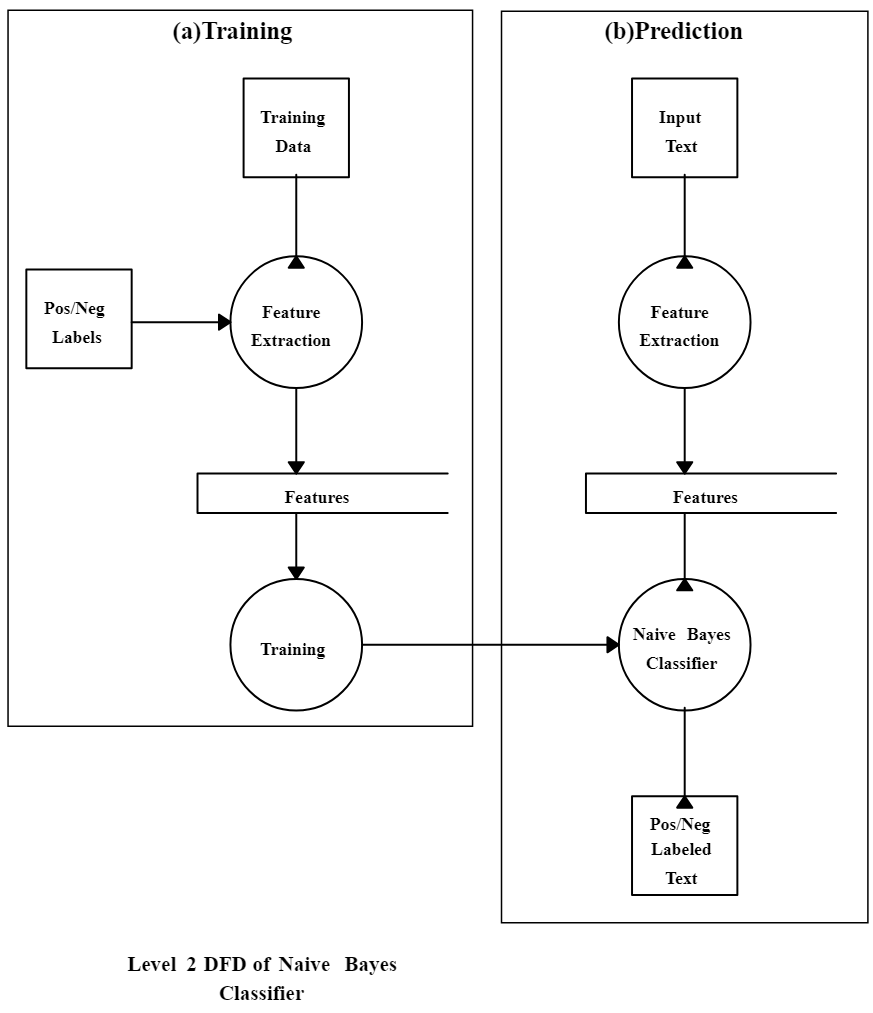 (a)Training
Training
Data
Pos/Neg
Labels
Feature
Extraction
Features
Training
(b)Prediction
Input
Text
Feature
Extraction
Features
Naive Bayes
Classifier
Pos/Neg
Labeled
Text
Level 2 DFD of Naive Bayes
Classifier